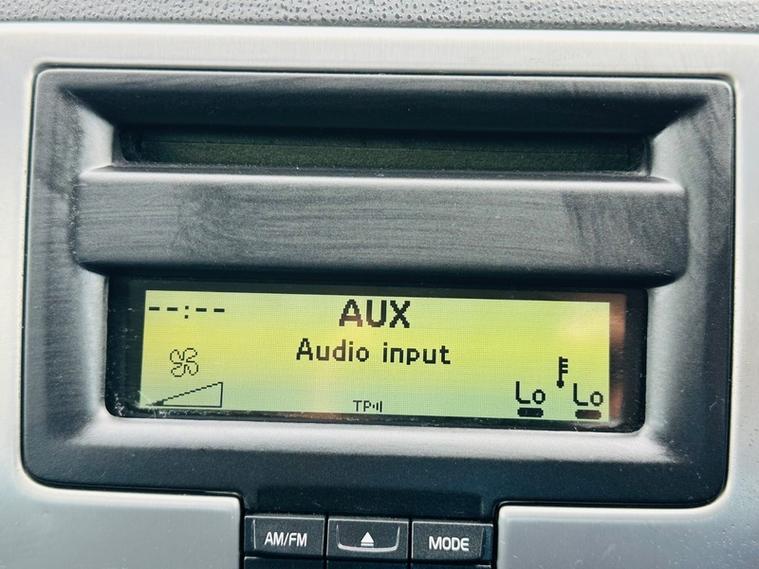 --:--
AUX
Audio input
TP
Lo Lo
AM/FM
MODE